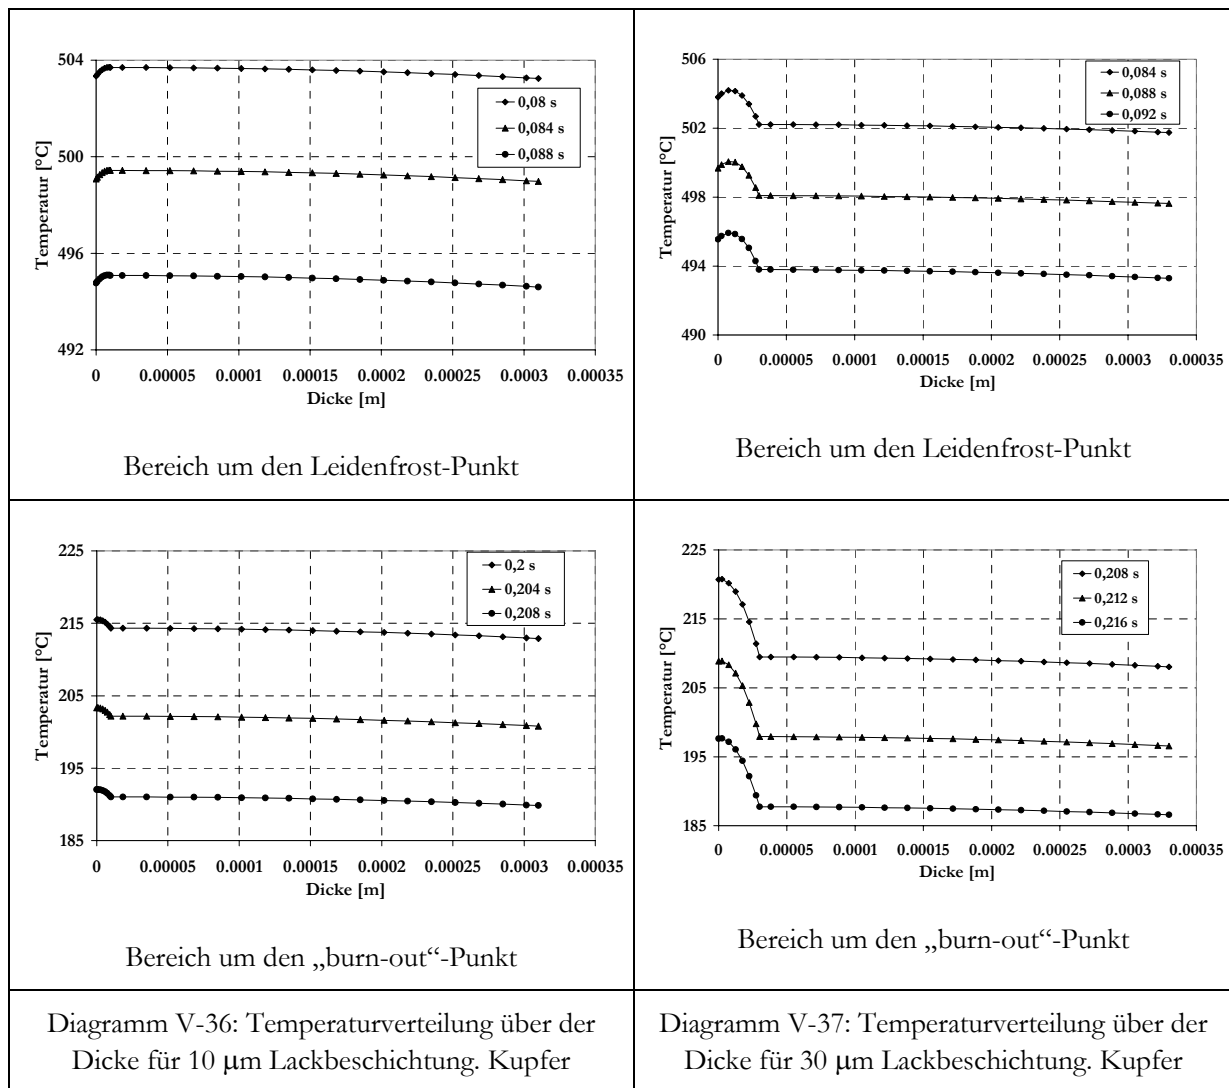 504
500
496
492
Temperatur [°C]
0,08 s
0,084 s
0,088 s
0 0.00005 0.0001 0.00015 0.0002 0.00025 0.0003 0.00035
Dicke [m]
Bereich um den Leidenfrost-Punkt
506
502
498
494
490
Temperatur [°C]
0,084 s
0,088 s
0,092 s
0 0.00005 0.0001 0.00015 0.0002 0.00025 0.0003 0.00035
Dicke [m]
Bereich um den Leidenfrost-Punkt
225
215
205
195
185
Temperatur [°C]
0,2 s
0,204 s
0,208 s
0 0.00005 0.0001 0.00015 0.0002 0.00025 0.0003 0.00035
Dicke [m]
Bereich um den „burn-out“-Punkt
225
215
205
195
185
Temperatur [°C]
0,208 s
0,212 s
0,216 s
0 0.00005 0.0001 0.00015 0.0002 0.00025 0.0003 0.00035
Dicke [m]
Bereich um den „burn-out“-Punkt
Diagramm V-36: Temperaturverteilung über der
Dicke für 10 μm Lackbeschichtung. Kupfer
Diagramm V-37: Temperaturverteilung über der
Dicke für 30 μm Lackbeschichtung. Kupfer